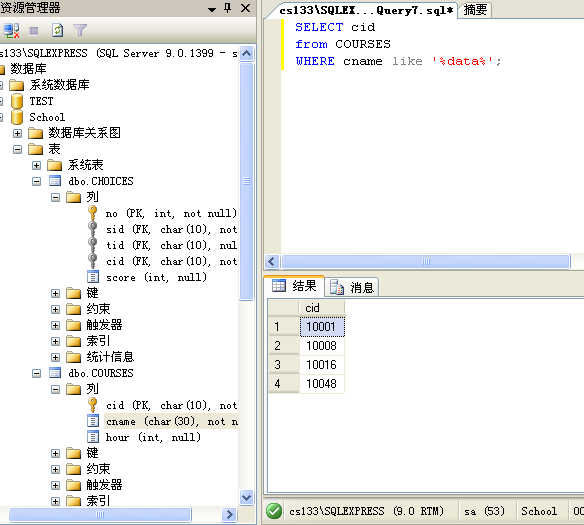 资源管理器
cs133\SQLEXPRESS (SQL Server 9.0.1399 - s
数据库
系统数据库
TEST
School
数据库关系图
表
系统表
dbo.CHOICES
列
no (PK, int, not null)
sid (FK, char(10), not
tid (FK, char(10), nul
cid (FK, char(10), not
score (int, null)
键
约束
触发器
索引
统计信息
dbo.COURSES
列
cid (PK, char(10), not
cname (char(30), not n
hour (int, null)
键
约束
触发器
索引
cs133\SQLEX...Query7.sql* 摘要
SELECT cid
from COURSES
WHERE cname like '%data%';
结果 消息
cid
1 10001
2 10008
3 10016
4 10048
cs133\SQLEXPRESS (9.0 RTM) sa (53) School 00